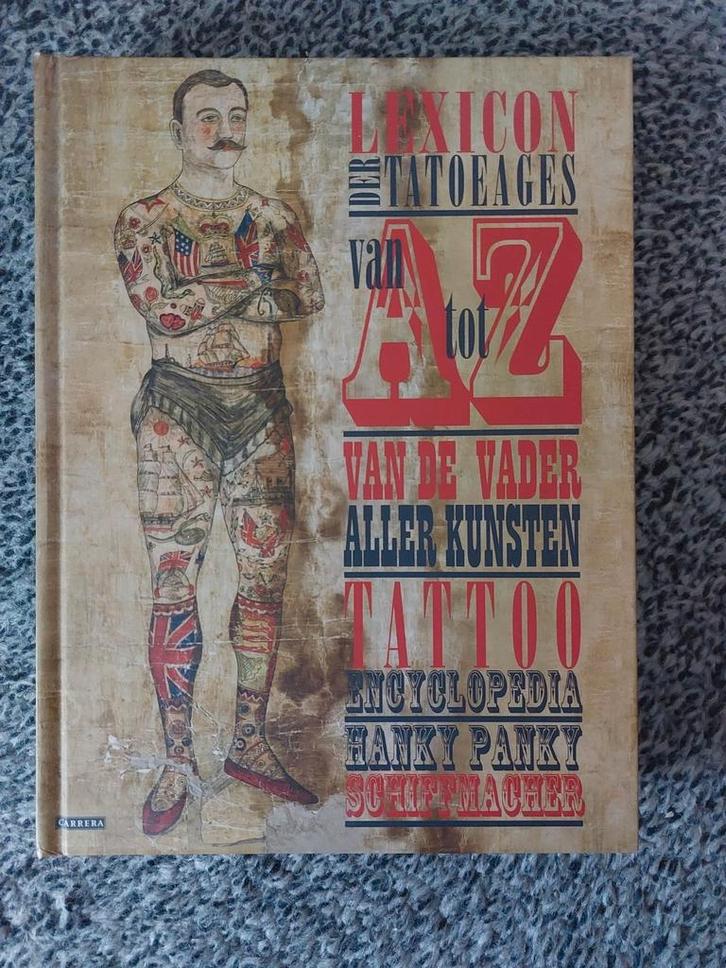 LEXICON
DER TATOEAGES
van
A tot Z
VAN DE VADER
ALLER KUNSTEN
TATTOO
ENCYCLOPEDIA
HANKY PANKY
SCHIFFMACHER
CARRERA